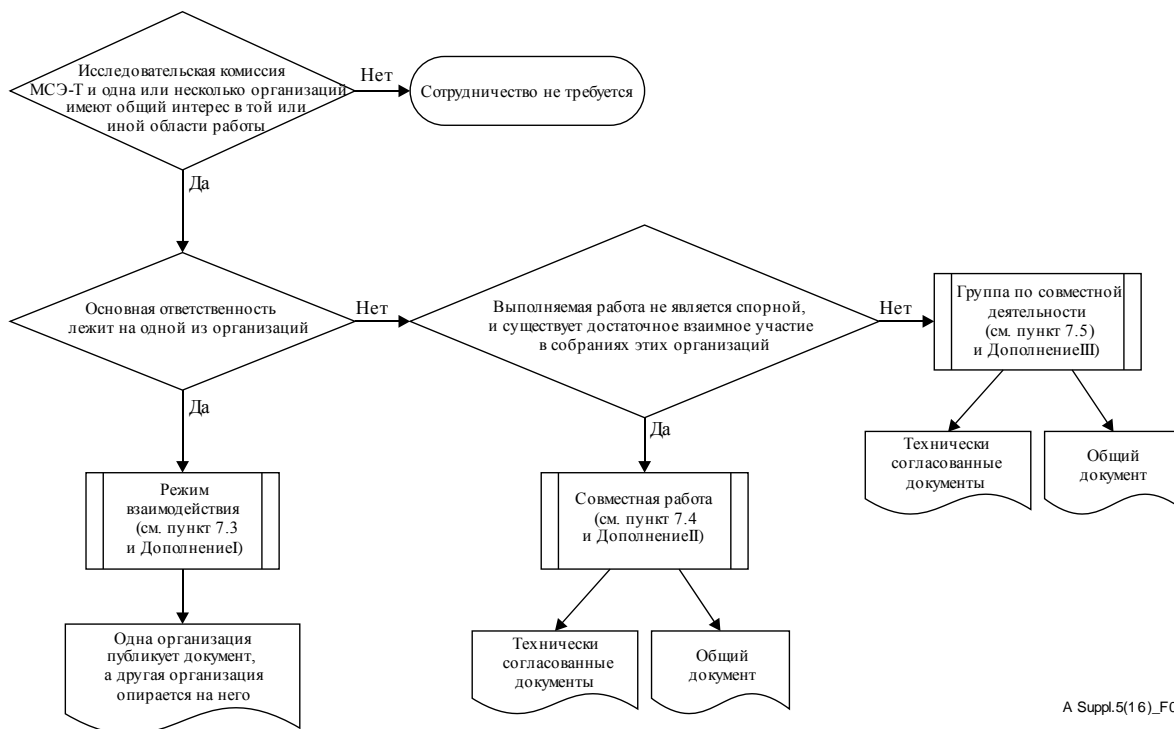 Исследовательская комиссия
МСЭ-Т и одна или несколько организаций
имеют общий интерес в той или
иной области работы
Нет
Сотрудничество не требуется
Да
Основная ответственность
лежит на одной из организаций
Нет
Выполняемая работа не является спорной,
и существует достаточное взаимное участие
в собраниях этих организаций
Нет
Группа по совместной
деятельности
(см. пункт 7.5)
и ДополнениеIII)
Да
Да
Технически
согласованные
документы
Общий
документ
Режим
взаимодействия
(см. пункт 7.3
и ДополнениеI)
Совместная работа
(см. пункт 7.4
и ДополнениеII)
Одна организация
публикует документ,
а другая организация
опирается на него
Технически
согласованные
документы
Общий
документ
A Suppl.5(16)_F0